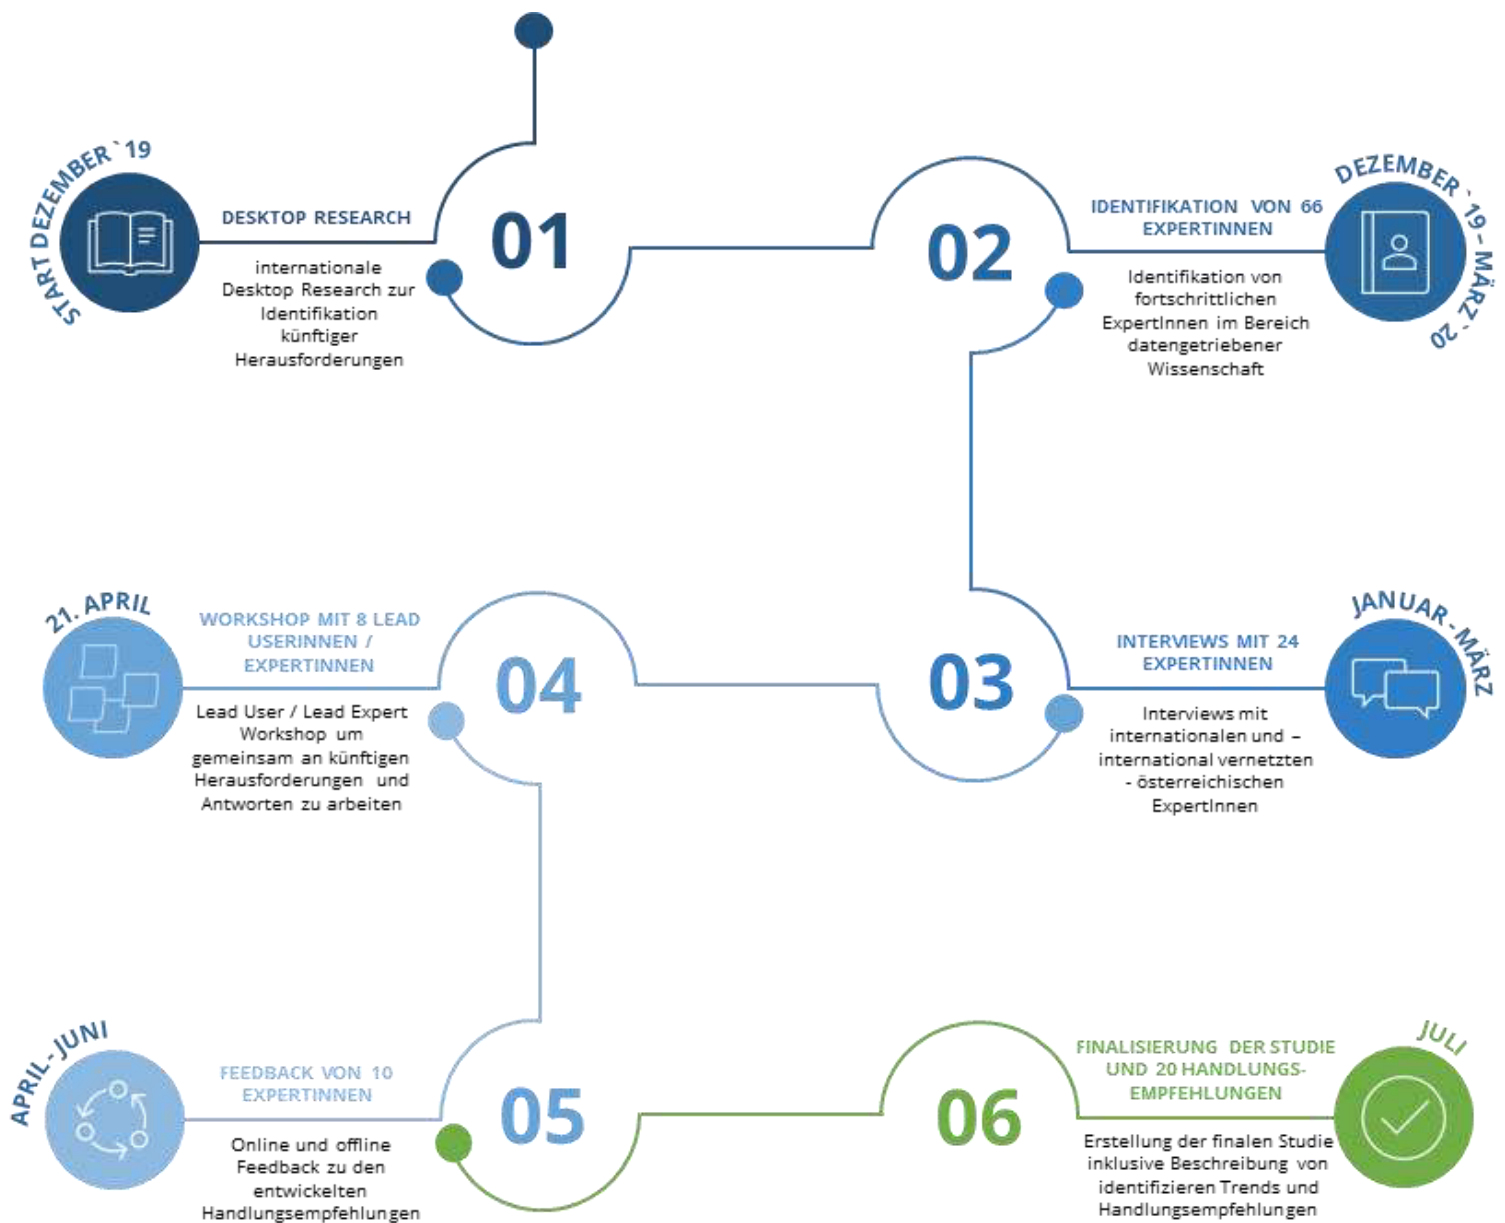 START DEZEMBER `19
DESKTOP RESEARCH
internationale
Desktop Research zur
Identifikation
künftiger
Herausforderungen
01
02
IDENTIFIKATION VON 66
EXPERTINNEN
Identifikation von
fortschrittlichen
ExpertInnen im Bereich
datengetriebener
Wissenschaft
DEZEMBER `19–MÄRZ`20
03
INTERVIEWS MIT 24
EXPERTINNEN
Interviews mit
internationalen und –
international vernetzten
- österreichischen
ExpertInnen
JANUAR-MÄRZ
21. APRIL
WORKSHOP MIT 8 LEAD
USERINNEN /
EXPERTINNEN
Lead User / Lead Expert
Workshop um
gemeinsam an künftigen
Herausforderungen und
Antworten zu arbeiten
04
APRIL-JUNI
FEEDBACK VON 10
EXPERTINNEN
Online und offline
Feedback zu den
entwickelten
Handlungsempfehlungen
05
06
FINALISIERUNG DER STUDIE
UND 20 HANDLUNGS-
EMPFEHLUNGEN
Erstellung der finalen Studie
inklusive Beschreibung von
identifizieren Trends und
Handlungsempfehlungen
JULI